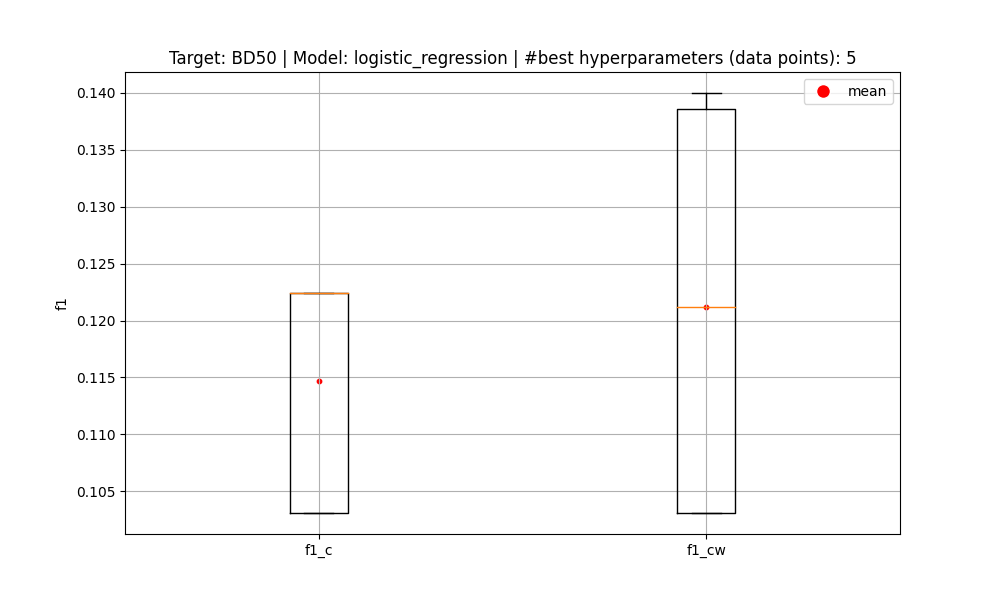 Target: BD50 | Model: logistic_regression | #best hyperparameters (data points): 5
mean
0.140
0.135
0.130
0.125
0.120
0.115
0.110
0.105
f1
f1_c
f1_cw